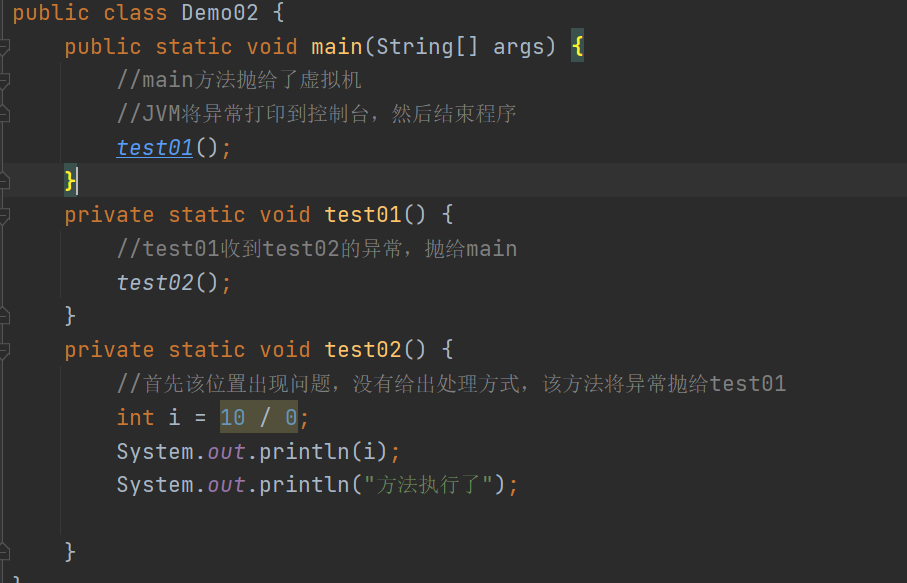 public class Demo02 {
public static void main(String[] args) {
//main方法抛给了虚拟机
//JVM将异常打印到控制台，然后结束程序
test01();
}
private static void test01() {
//test01收到test02的异常，抛给main
test02();
}
private static void test02() {
//首先该位置出现问题，没有给出处理方式，该方法将异常抛给test01
int i = 10 / 0;
System.out.println(i);
System.out.println("方法执行了");
}
}